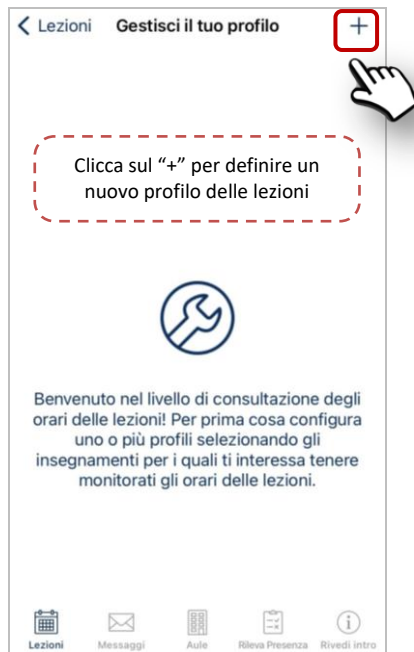 Lezioni Gestisci il tuo profilo +
Clicca sul “+” per definire un
nuovo profilo delle lezioni
Benvenuto nel livello di consultazione degli
orari delle lezioni! Per prima cosa configura
uno o più profili selezionando gli
insegnamenti per i quali ti interessa tenere
monitorati gli orari delle lezioni.
Lezioni Messaggi Aule Rileva Presenza Rivedi intro